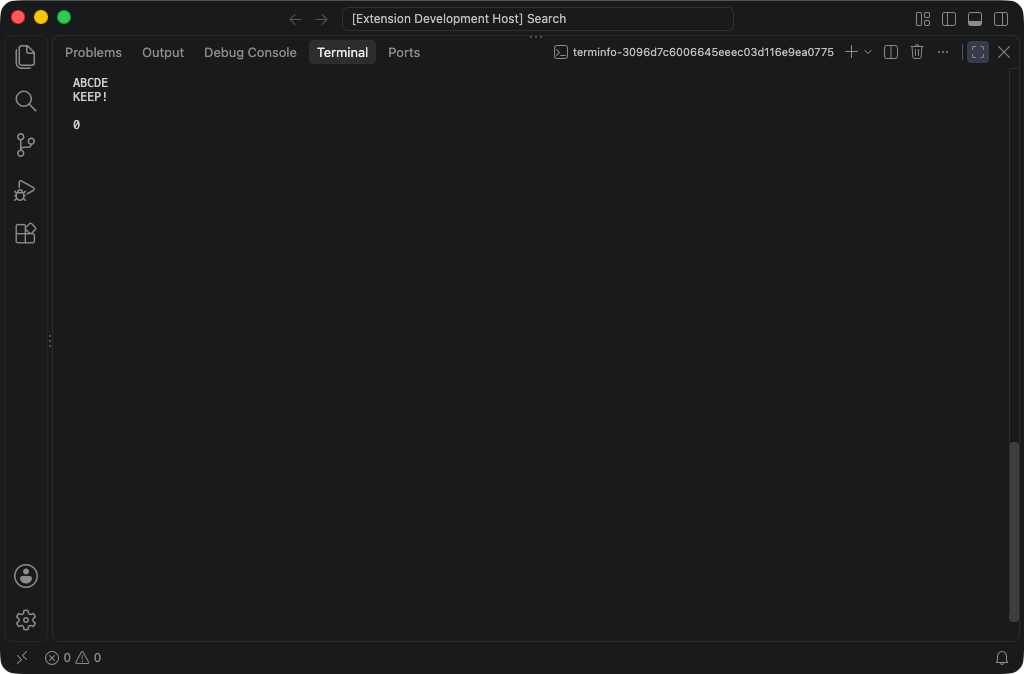 [Extension Development Host] Search
Problems Output Debug Console Terminal Ports terminfo-3096d7c6006645eeec03d116e9ea0775
ABCDE
KEEP!
0
0 0